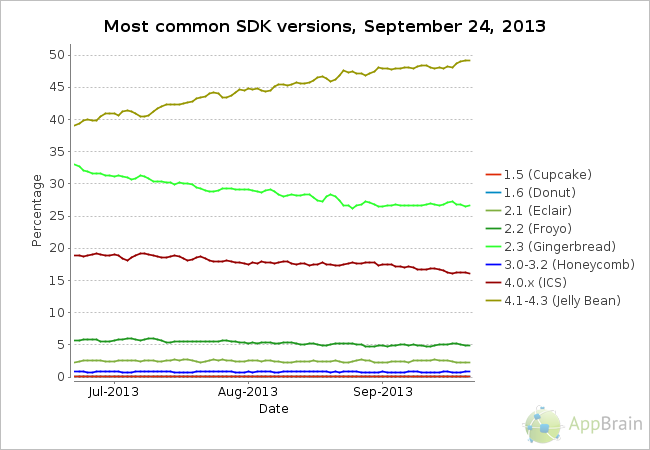 Most common SDK versions, September 24, 2013
50
45
40
35
30
25
20
15
10
5
0
Percentage
Jul-2013 Aug-2013 Sep-2013
Date
1.5 (Cupcake)
1.6 (Donut)
2.1 (Eclair)
2.2 (Froyo)
2.3 (Gingerbread)
3.0-3.2 (Honeycomb)
4.0.x (ICS)
4.1-4.3 (Jelly Bean)
AppBrain